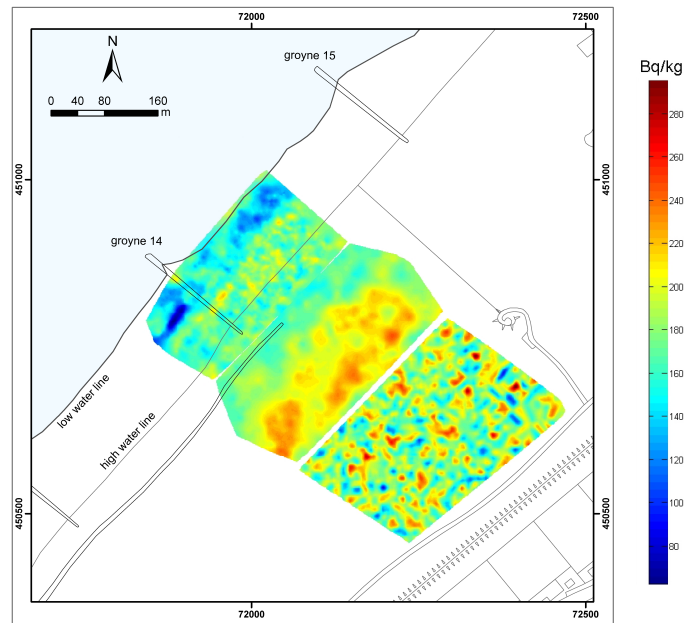 72000 72500
N
groyne 15
0 40 80 160
m
451000 451000
groyne 14
low water line
high water line
450500 450500
72000 72500
Bq/kg
280
260
240
220
200
180
160
140
120
100
80